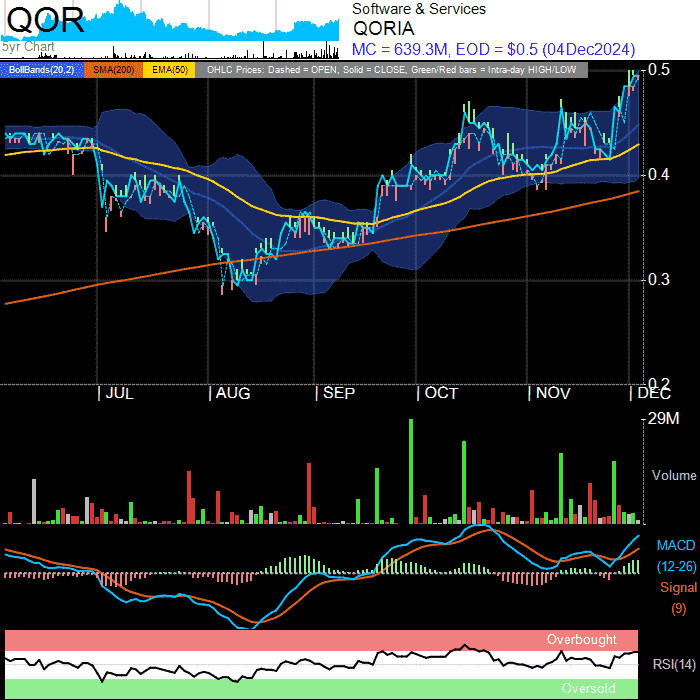 QOR
Software & Services
QORIA
5yr Chart
MC = 639.3M, EOD = $0.5 (04Dec2024)
BollBands(20,2) SMA(200) EMA(50) OHLC Prices: Dashed = OPEN, Solid = CLOSE, Green/Red bars = Intra-day HIGH/LOW
0.5
0.4
0.3
0.2
JUL AUG SEP OCT NOV DEC
29M
Volume
MACD
(12-26)
Signal
(9)
Overbought
RSI(14)
Oversold